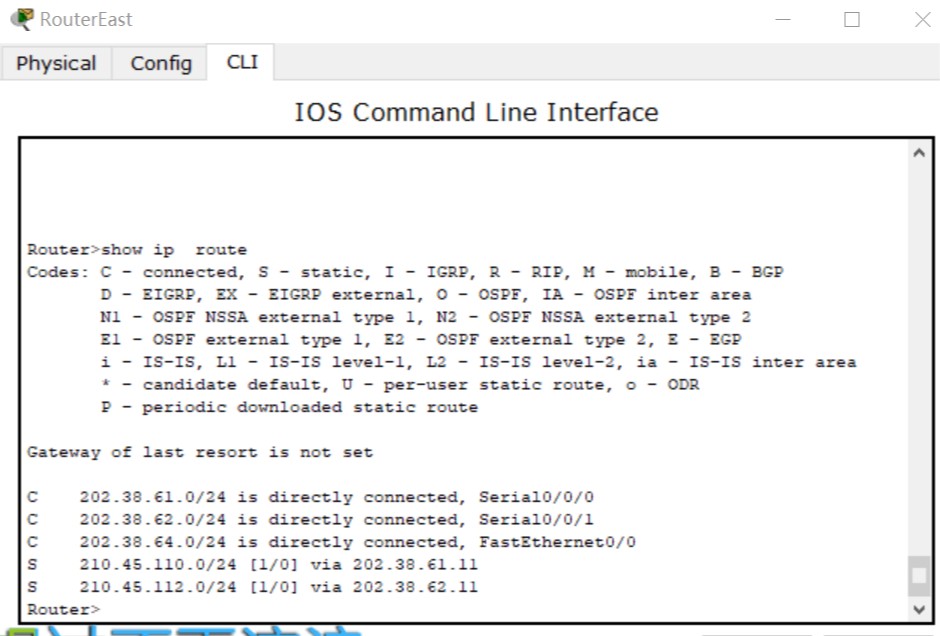 RouterEast
Physical Config CLI
IOS Command Line Interface
Router>show ip  route
Codes: C - connected, S - static, I - IGRP, R - RIP, M - mobile, B - BGP
       D - EIGRP, EX - EIGRP external, O - OSPF, IA - OSPF inter area
       N1 - OSPF NSSA external type 1, N2 - OSPF NSSA external type 2
       E1 - OSPF external type 1, E2 - OSPF external type 2, E - EGP
       i - IS-IS, L1 - IS-IS level-1, L2 - IS-IS level-2, ia - IS-IS inter area
       * - candidate default, U - per-user static route, o - ODR
       P - periodic downloaded static route
Gateway of last resort is not set
C    202.38.61.0/24 is directly connected, Serial0/0/0
C    202.38.62.0/24 is directly connected, Serial0/0/1
C    202.38.64.0/24 is directly connected, FastEthernet0/0
S    210.45.110.0/24 [1/0] via 202.38.61.11
S    210.45.112.0/24 [1/0] via 202.38.62.11
Router>